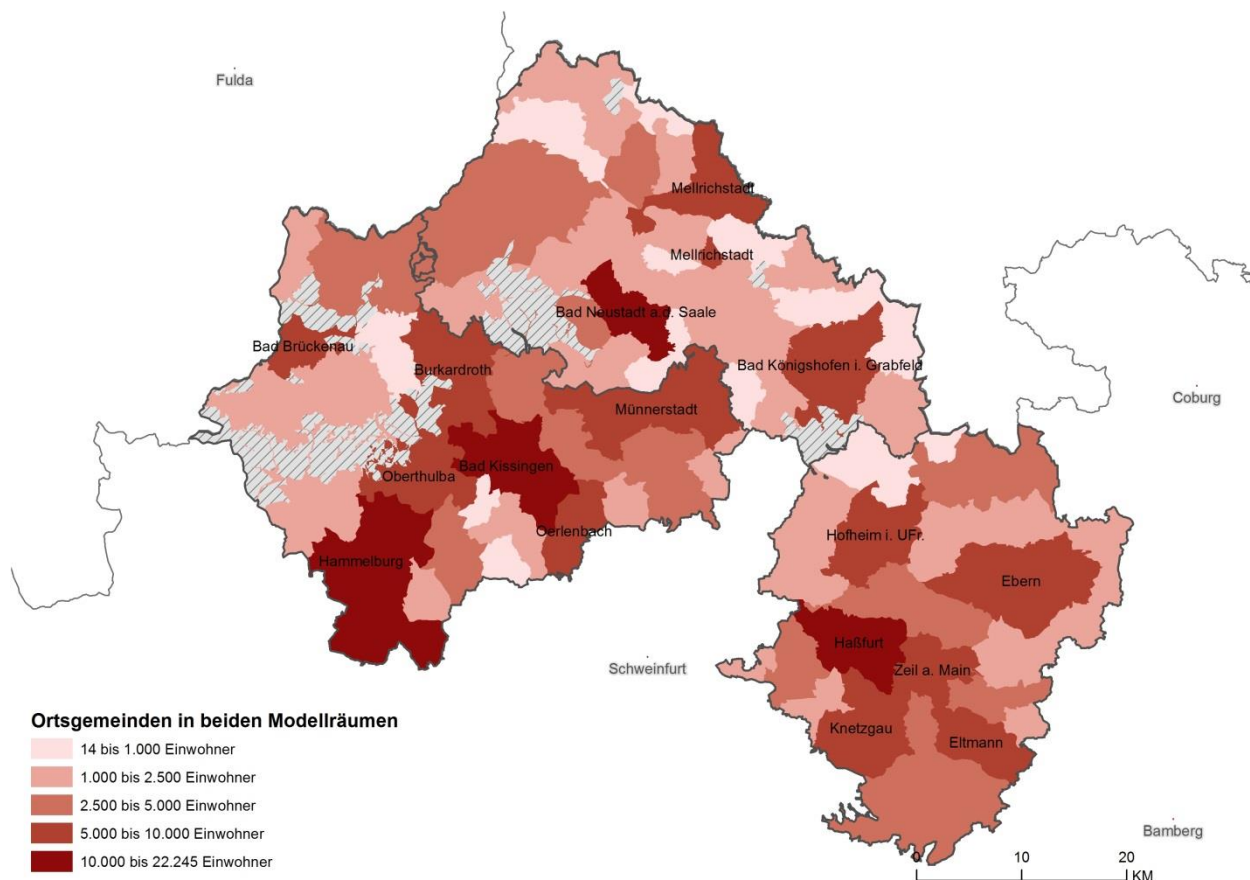 Fulda
Mellrichstadt
Mellrichstadt
Bad Neustadt a.d. Saale
Bad Brückenau
Burkardroth
Bad Königshofen i. Grabfeld
Coburg
Münnerstadt
Bad Kissingen
Oberthulba
Oerlenbach
Hofheim i. UFr.
Hammelburg
Ebern
Haßfurt
Schweinfurt
Zeil a. Main
Knetzgau
Eltmann
Ortsgemeinden in beiden Modellräumen
14 bis 1.000 Einwohner
1.000 bis 2.500 Einwohner
2.500 bis 5.000 Einwohner
5.000 bis 10.000 Einwohner
10.000 bis 22.245 Einwohner
Bamberg
0 10 20
KM